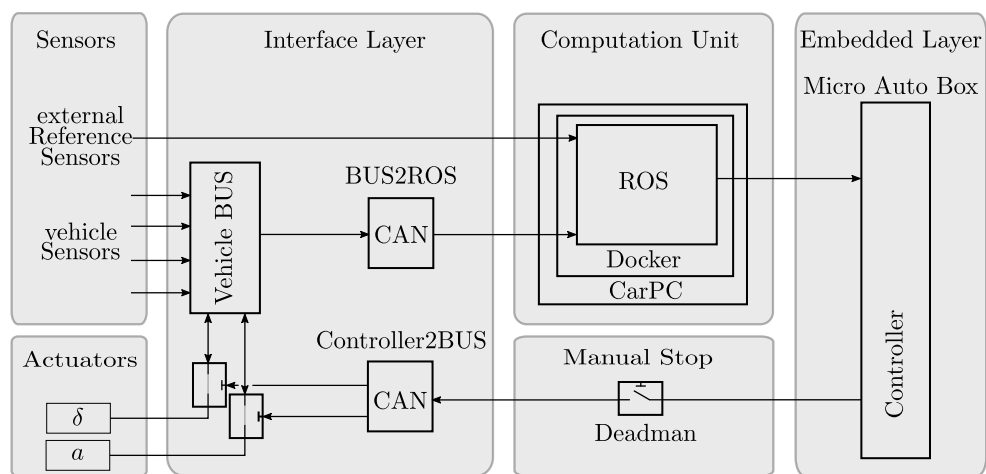 Sensors
Interface Layer
Computation Unit
Embedded Layer
Micro Auto Box
external
Reference
Sensors
BUS2ROS
ROS
Vehicle BUS
CAN
vehicle
Sensors
Docker
CarPC
Controller
Actuators
Controller2BUS
Manual Stop
CAN
δ
Deadman
a